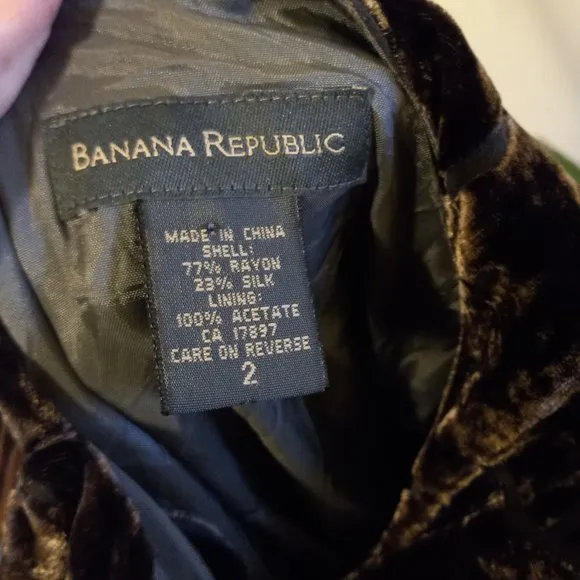 BANANA REPUBLIC
MADE IN CHINA
SHELL:
77% RAYON
23% SILK
LINING:
100% ACETATE
CA 17897
CARE ON REVERSE
2